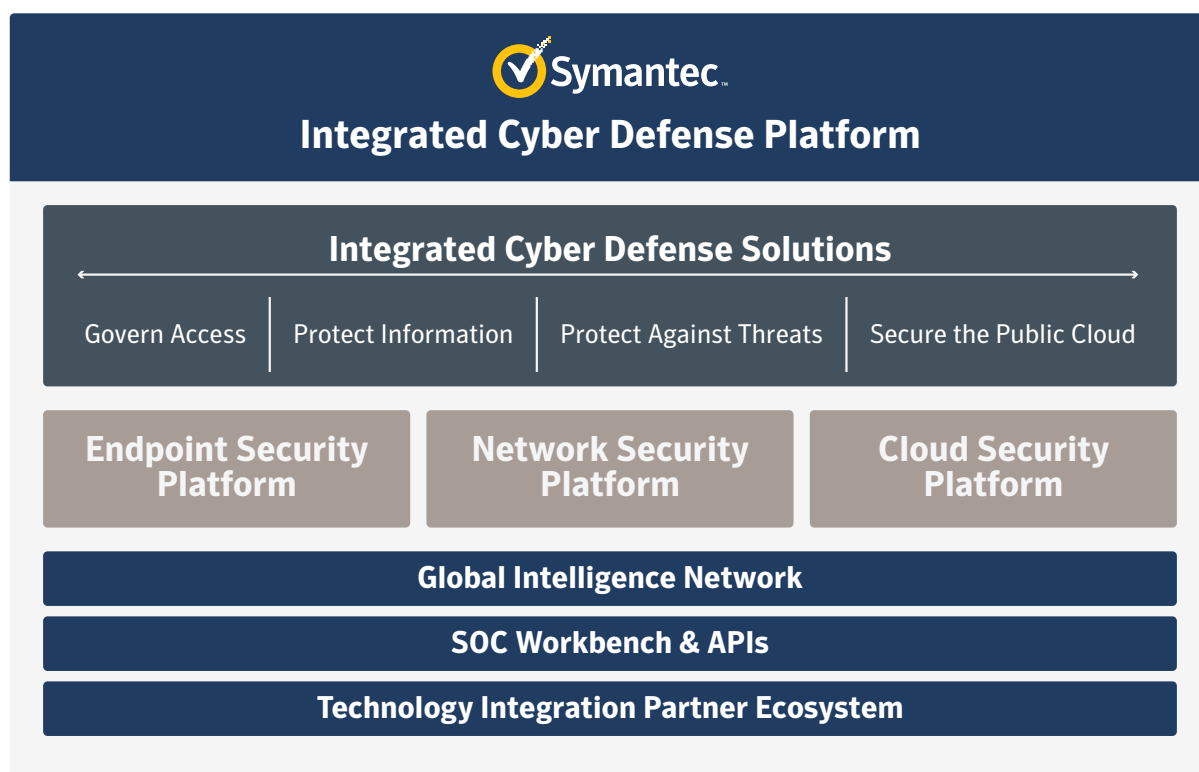 Symantec™
Integrated Cyber Defense Platform
Integrated Cyber Defense Solutions
Govern Access
Protect Information
Protect Against Threats
Secure the Public Cloud
Endpoint Security
Platform
Network Security
Platform
Cloud Security
Platform
Global Intelligence Network
SOC Workbench & APIs
Technology Integration Partner Ecosystem